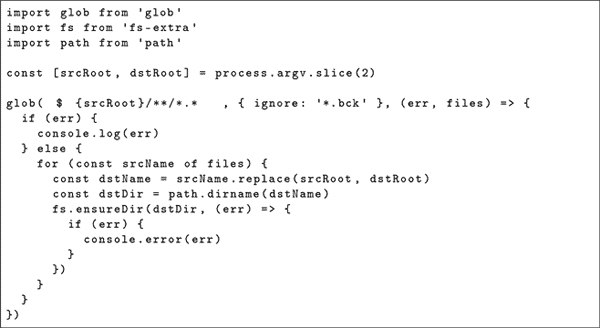 import glob from 'glob'
import fs from 'fs-extra'
import path from 'path'

const [srcRoot, dstRoot] = process.argv.slice(2)

glob( $ {srcRoot}/**/*.* , { ignore: '*.bck' }, (err, files) => {
  if (err) {
    console.log(err)
  } else {
    for (const srcName of files) {
      const dstName = srcName.replace(srcRoot, dstRoot)
      const dstDir = path.dirname(dstName)
      fs.ensureDir(dstDir, (err) => {
        if (err) {
          console.error(err)
        }
      })
    }
  }
})